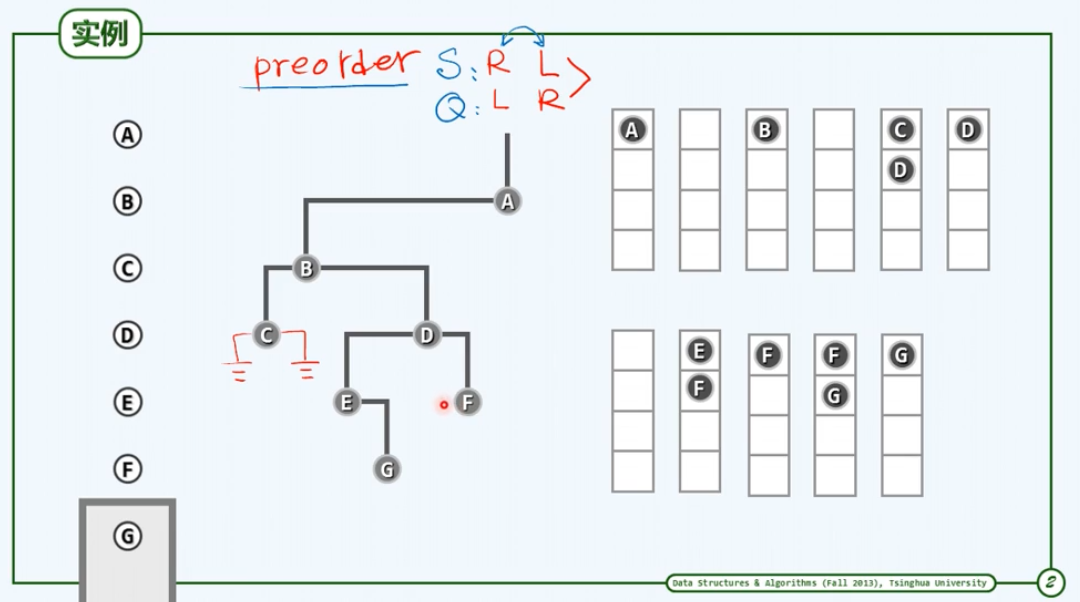 实例
preorder S: R L
Q: L R
A
B
C
D
E
F
G
A
B
C D
E F
G
A B C D
D
E F F G
F G
Data Structures & Algorithms (Fall 2013), Tsinghua University
2